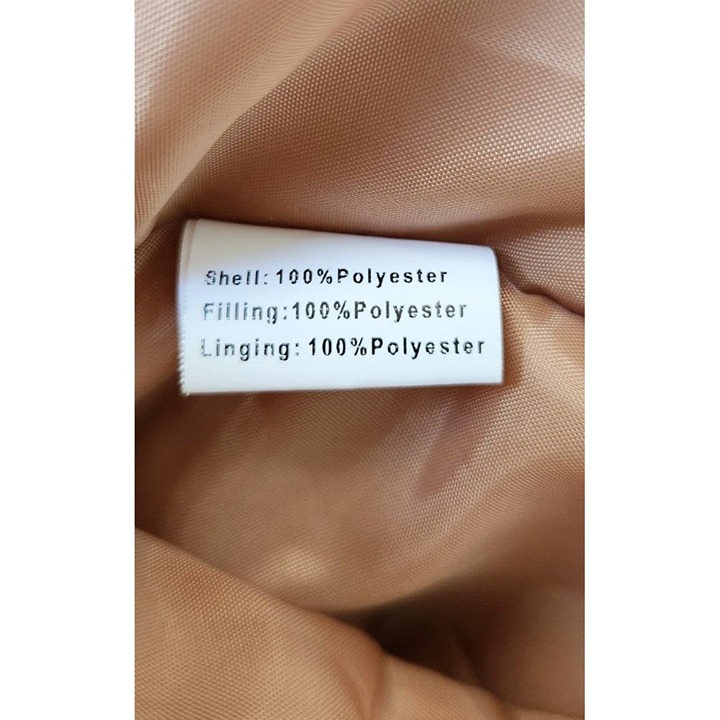 Shell: 100%Polyester
Filling:100%Polyester
Linging: 100%Polyester